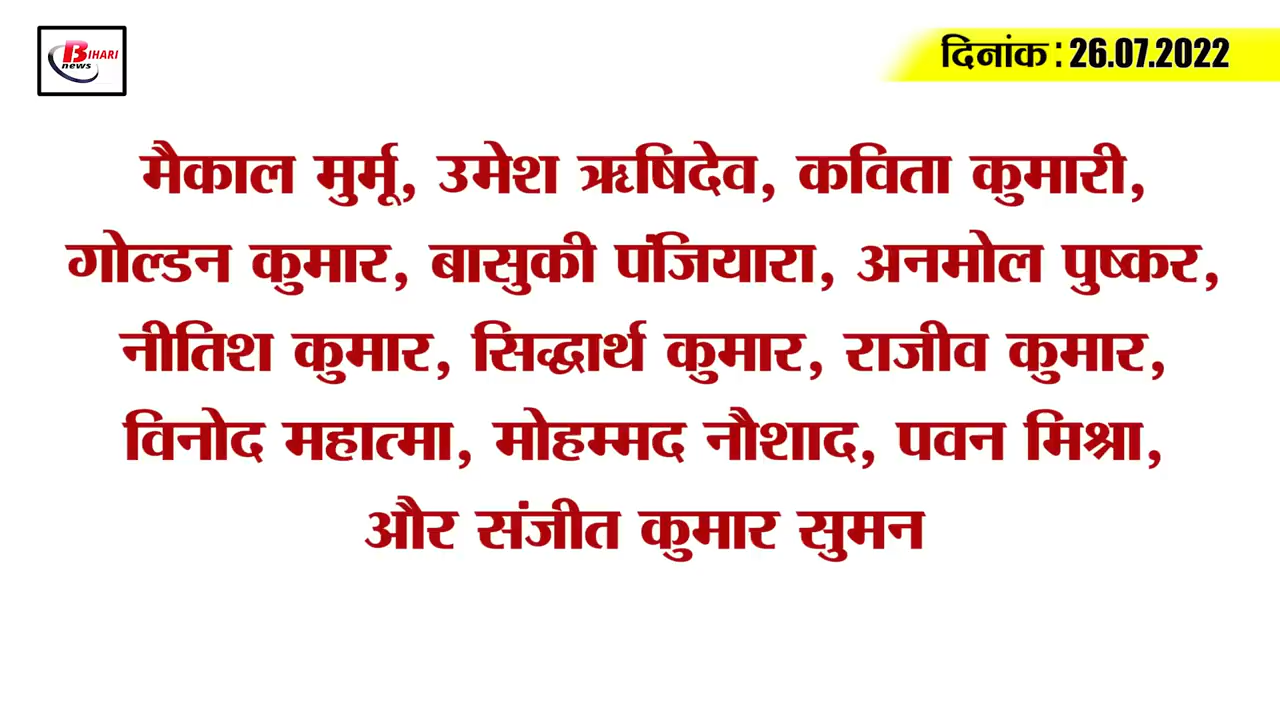 BIHARI
news
दिनांक : 26.07.2022
मैकाल मुर्मू, उमेश ऋषिदेव, कविता कुमारी,
गोल्डन कुमार, बासुकी पंजियारा, अनमोल पुष्कर,
नीतिश कुमार, सिद्धार्थ कुमार, राजीव कुमार,
विनोद महात्मा, मोहम्मद नौशाद, पवन मिश्रा,
और संजीत कुमार सुमन